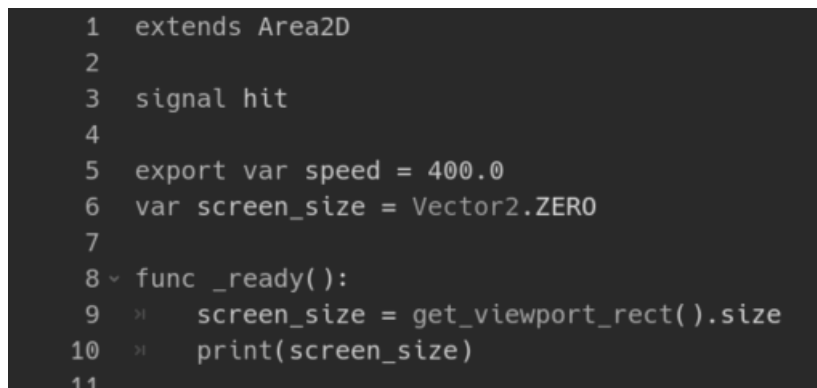 1 extends Area2D
2
3 signal hit
4
5 export var speed = 400.0
6 var screen_size = Vector2.ZERO
7
8 func _ready():
9 screen_size = get_viewport_rect().size
10 print(screen_size)
11